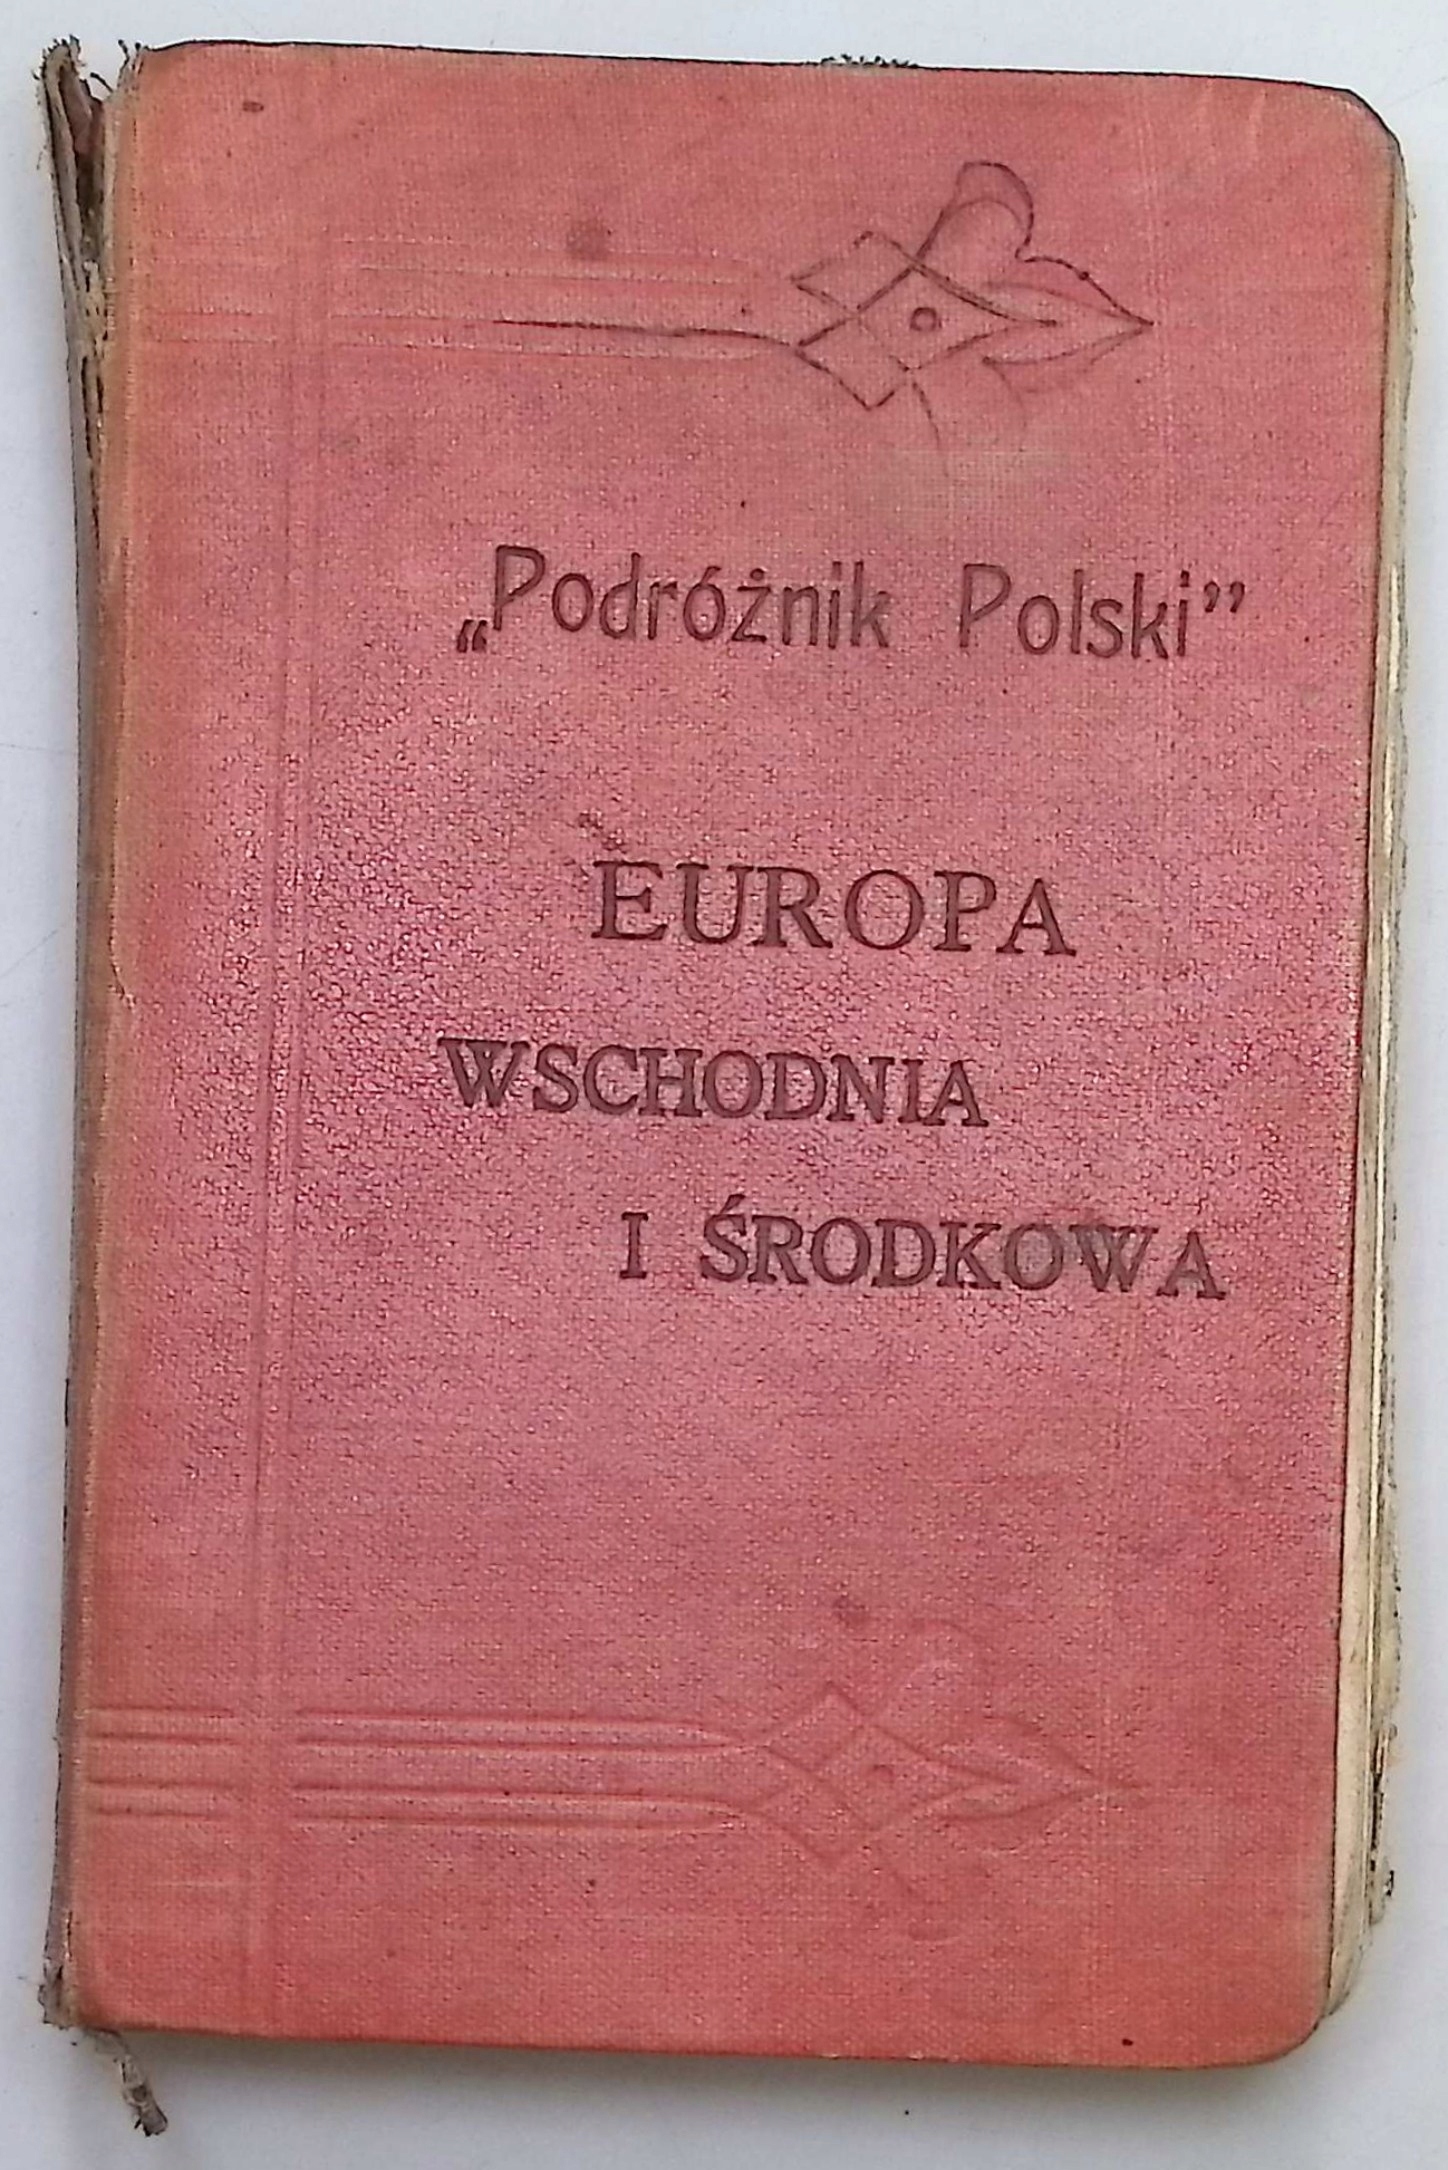 „Podróżnik Polski”
EUROPA
WSCHODNIA
I ŚRODKOWA